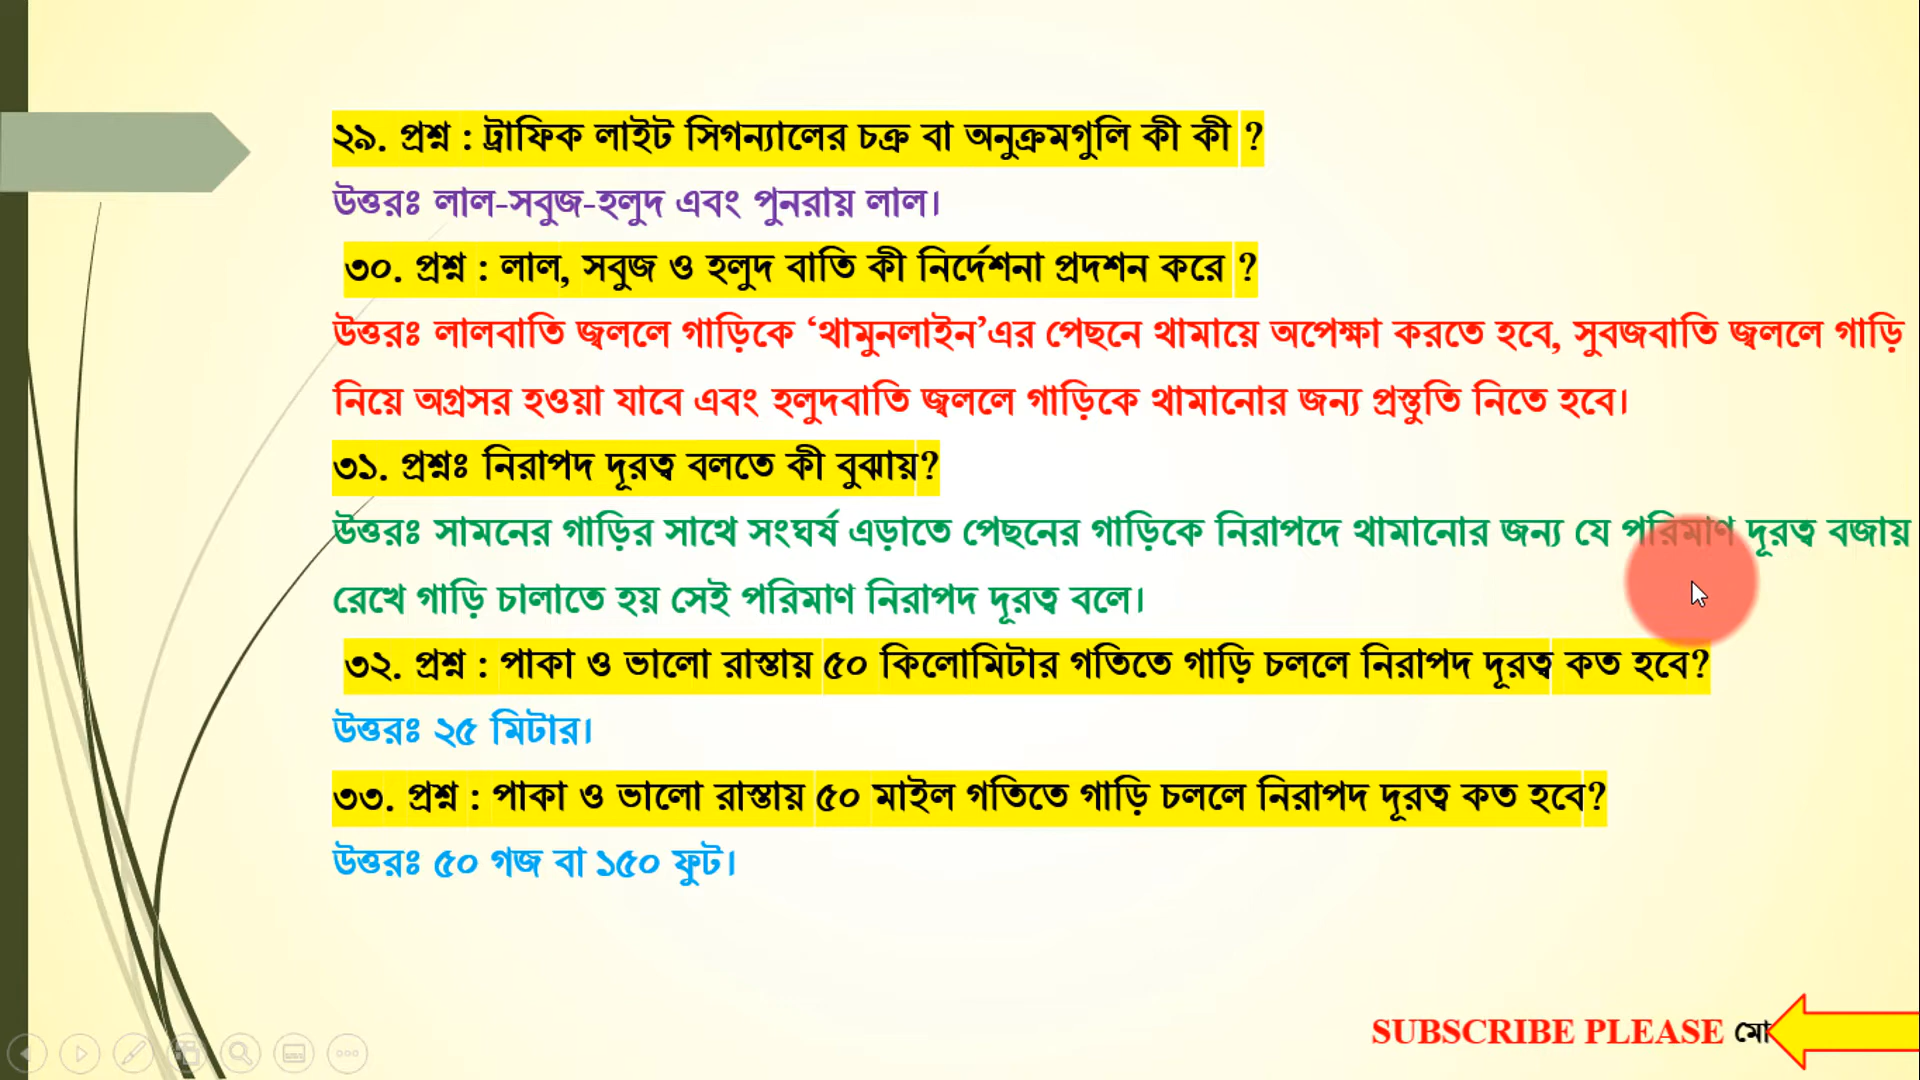 ২৯. প্রশ্ন : ট্রাফিক লাইট সিগন্যালের চক্র বা অনুক্রমগুলি কী কী ?
উত্তরঃ লাল-সবুজ-হলুদ এবং পুনরায় লাল।
৩০. প্রশ্ন : লাল, সবুজ ও হলুদ বাতি কী নির্দেশনা প্রদশন করে ?
উত্তরঃ লালবাতি জ্বললে গাড়িকে ‘থামুনলাইন’এর পেছনে থামায়ে অপেক্ষা করতে হবে, সুবজবাতি জ্বললে গাড়ি
নিয়ে অগ্রসর হওয়া যাবে এবং হলুদবাতি জ্বললে গাড়িকে থামানোর জন্য প্রস্তুতি নিতে হবে।
৩১. প্রশ্নঃ নিরাপদ দূরত্ব বলতে কী বুঝায়?
উত্তরঃ সামনের গাড়ির সাথে সংঘর্ষ এড়াতে পেছনের গাড়িকে নিরাপদে থামানোর জন্য যে পরিমাণ দূরত্ব বজায়
রেখে গাড়ি চালাতে হয় সেই পরিমাণ নিরাপদ দূরত্ব বলে।
৩২. প্রশ্ন : পাকা ও ভালো রাস্তায় ৫০ কিলোমিটার গতিতে গাড়ি চললে নিরাপদ দূরত্ব কত হবে?
উত্তরঃ ২৫ মিটার।
৩৩. প্রশ্ন : পাকা ও ভালো রাস্তায় ৫০ মাইল গতিতে গাড়ি চললে নিরাপদ দূরত্ব কত হবে?
উত্তরঃ ৫০ গজ বা ১৫০ ফুট।
SUBSCRIBE PLEASE মো